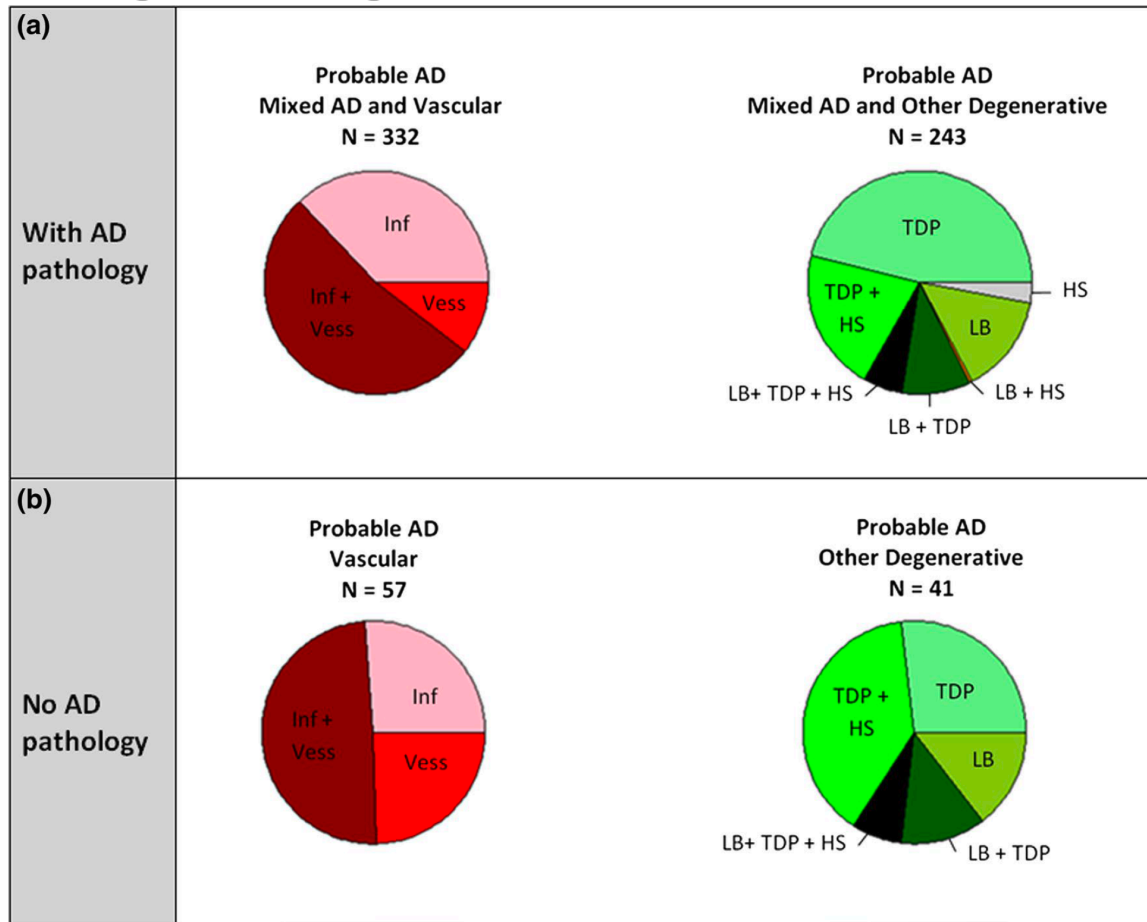 (a)
With AD
pathology
Probable AD
Mixed AD and Vascular
N = 332
Inf
Inf +
Vess
Vess
Probable AD
Mixed AD and Other Degenerative
N = 243
TDP
TDP +
HS
HS
LB
LB+ TDP + HS
LB + HS
LB + TDP
(b)
No AD
pathology
Probable AD
Vascular
N = 57
Inf
Inf +
Vess
Vess
Probable AD
Other Degenerative
N = 41
TDP +
HS
TDP
LB
LB+ TDP + HS
LB + TDP